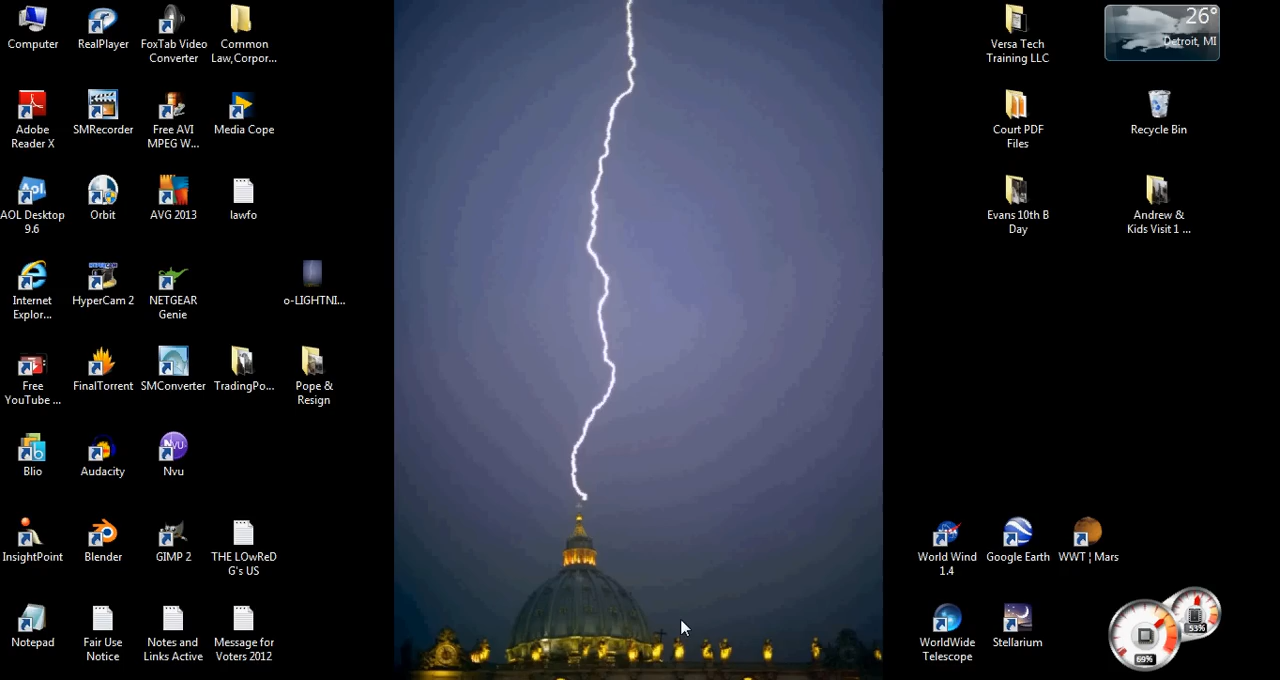 Computer
RealPlayer
FoxTab Video
Converter
Common
Law,Corpor...
Versa Tech
Training LLC
26°
Detroit, MI
Adobe
Reader X
SMRecorder
Free AVI
MPEG W...
Media Cope
Court PDF
Files
Recycle Bin
Aol.
AOL Desktop
9.6
Orbit
AVG 2013
lawfo
Evans 10th B
Day
Andrew &
Kids Visit 1 ...
Internet
Explor...
HyperCam 2
NETGEAR
Genie
o-LIGHTNI...
Free
YouTube ...
FinalTorrent
SMConverter
TradingPo...
Pope &
Resign
Blio
Audacity
NVU
Nvu
InsightPoint
Blender
GIMP 2
THE LOwReD
G's US
World Wind
1.4
Google Earth
WWT ¦ Mars
Notepad
Fair Use
Notice
Notes and
Links Active
Message for
Voters 2012
WorldWide
Telescope
Stellarium
53%
69%